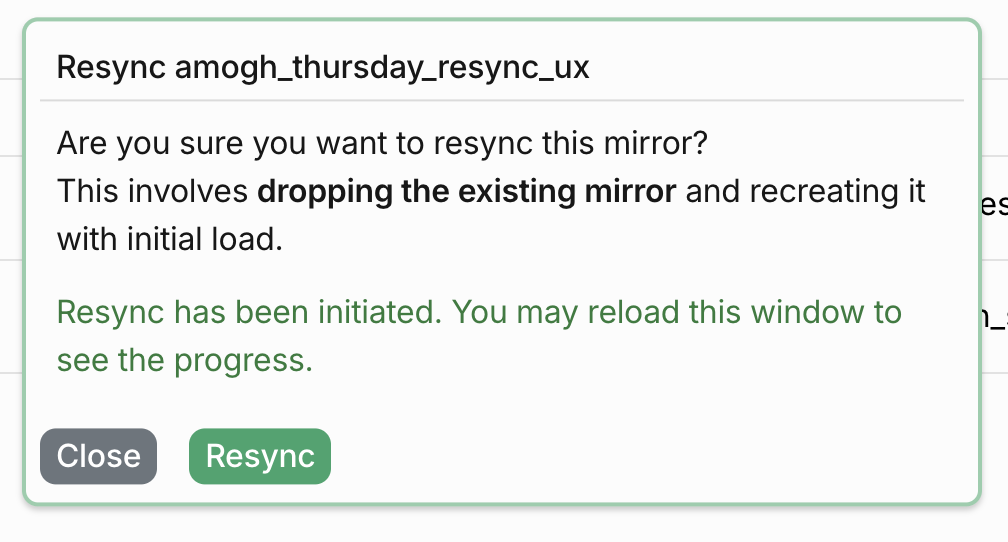 Resync amogh_thursday_resync_ux
Are you sure you want to resync this mirror?
This involves dropping the existing mirror and recreating it
with initial load.
Resync has been initiated. You may reload this window to
see the progress.
Close
Resync